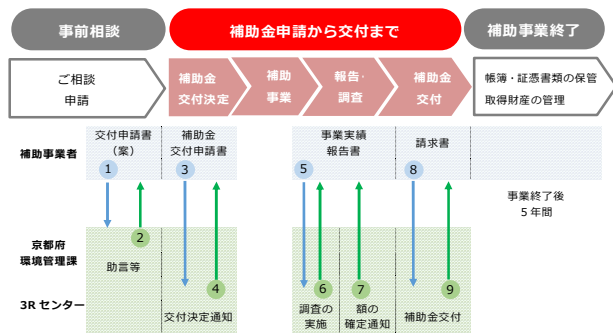 事前相談
補助金申請から交付まで
補助事業終了
ご相談
申請
補助金
交付決定
補助
事業
報告・
調査
補助金
交付
帳簿・証憑書類の保管
取得財産の管理
補助事業者
交付申請書
（案）
補助金
交付申請書
事業実績
報告書
請求書
1
3
5
8
事業終了後
5年間
京都府
環境管理課
2
助言等
4
6
7
9
3Rセンター
交付決定通知
調査の
実施
額の
確定通知
補助金交付